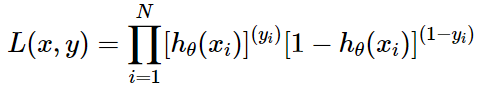 L(x, y) = ∏_{i=1}^{N} [h_θ(x_i)]^{(y_i)} [1 − h_θ(x_i)]^{(1−y_i)}